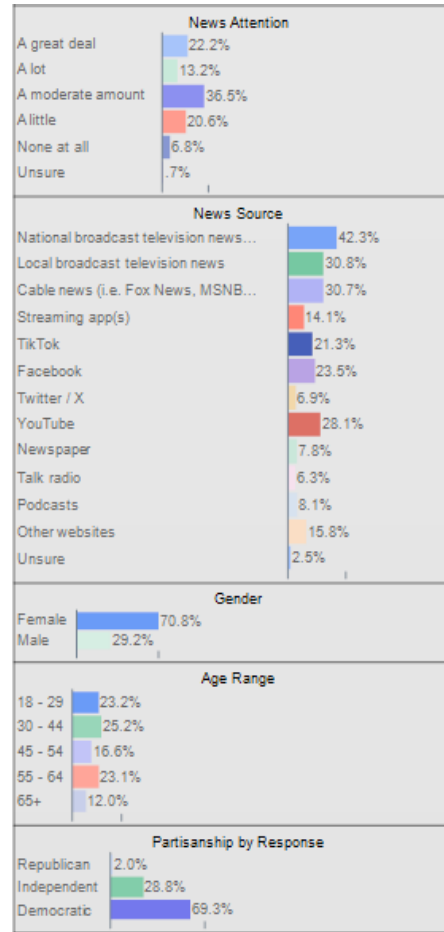 News Attention
A great deal 22.2%
A lot 13.2%
A moderate amount 36.5%
A little 20.6%
None at all 6.8%
Unsure .7%
News Source
National broadcast television news... 42.3%
Local broadcast television news 30.8%
Cable news (i.e. Fox News, MSNB... 30.7%
Streaming app(s) 14.1%
TikTok 21.3%
Facebook 23.5%
Twitter / X 6.9%
YouTube 28.1%
Newspaper 7.8%
Talk radio 6.3%
Podcasts 8.1%
Other websites 15.8%
Unsure 2.5%
Gender
Female 70.8%
Male 29.2%
Age Range
18 - 29 23.2%
30 - 44 25.2%
45 - 54 16.6%
55 - 64 23.1%
65+ 12.0%
Partisanship by Response
Republican 2.0%
Independent 28.8%
Democratic 69.3%